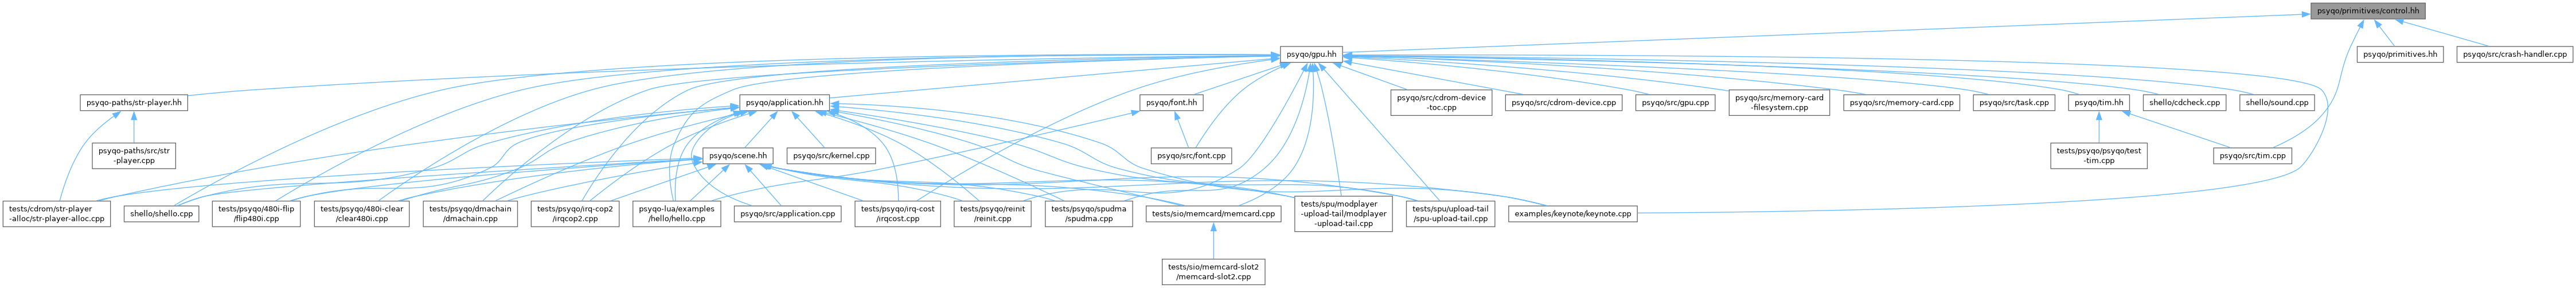 psyqo/primitives/control.hh
psyqo/gpu.hh
psyqo/primitives.hh
psyqo/src/crash-handler.cpp
psyqo-paths/str-player.hh
psyqo/application.hh
psyqo/font.hh
psyqo/src/cdrom-device
-toc.cpp
psyqo/src/cdrom-device.cpp
psyqo/src/gpu.cpp
psyqo/src/memory-card
-filesystem.cpp
psyqo/src/memory-card.cpp
psyqo/src/task.cpp
psyqo/tim.hh
shello/cdcheck.cpp
shello/sound.cpp
psyqo-paths/src/str
-player.cpp
psyqo/scene.hh
psyqo/src/kernel.cpp
psyqo/src/font.cpp
tests/psyqo/psyqo/test
-tim.cpp
psyqo/src/tim.cpp
tests/cdrom/str-player
-alloc/str-player-alloc.cpp
shello/shello.cpp
tests/psyqo/480i-flip
/flip480i.cpp
tests/psyqo/480i-clear
/clear480i.cpp
tests/psyqo/dmachain
/dmachain.cpp
tests/psyqo/irq-cop2
/irqcop2.cpp
psyqo-lua/examples
/hello/hello.cpp
psyqo/src/application.cpp
tests/psyqo/irq-cost
/irqcost.cpp
tests/psyqo/reinit
/reinit.cpp
tests/psyqo/spudma
/spudma.cpp
tests/sio/memcard/memcard.cpp
tests/spu/modplayer
-upload-tail/modplayer
-upload-tail.cpp
tests/spu/upload-tail
/spu-upload-tail.cpp
examples/keynote/keynote.cpp
tests/sio/memcard-slot2
/memcard-slot2.cpp